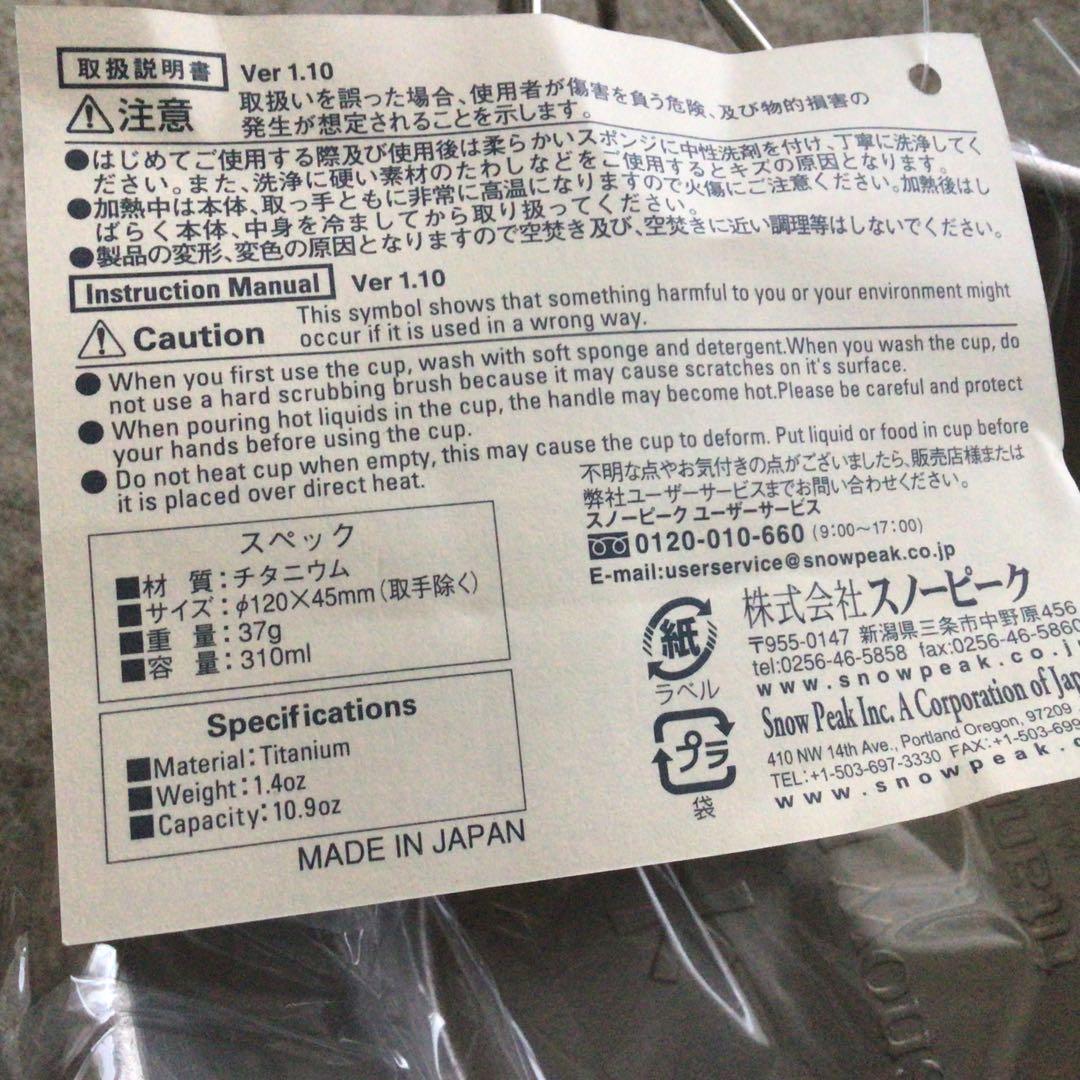 取扱説明書 Ver 1.10
注意 取扱いを誤った場合、使用者が傷害を負う危険、及び物的損害の
発生が想定されることを示します。
●はじめてご使用する際及び使用後は柔らかいスポンジに中性洗剤を付け、丁寧に洗浄してく
ださい。また、洗浄に硬い素材のたわしなどをご使用するとキズの原因となります。
●加熱中は本体、取っ手ともに非常に高温になりますので火傷にご注意ください。加熱後はし
ばらく本体、中身を冷ましてから取り扱ってください。
●製品の変形、変色の原因となりますので空焚き及び、空焚きに近い調理等はしないでください。
Instruction Manual Ver 1.10
Caution This symbol shows that something harmful to you or your environment might
occur if it is used in a wrong way.
● When you first use the cup, wash with soft sponge and detergent.When you wash the cup, do
not use a hard scrubbing brush because it may cause scratches on it's surface.
● When pouring hot liquids in the cup, the handle may become hot.Please be careful and protect
your hands before using the cup.
● Do not heat cup when empty, this may cause the cup to deform. Put liquid or food in cup before
it is placed over direct heat.
スペック
■材 質：チタニウム
■サイズ：φ120×45mm（取手除く）
■重 量：37g
■容 量：310ml
Specifications
■Material:Titanium
■Weight:1.4oz
■Capacity:10.9oz
MADE IN JAPAN
不明な点やお気付きの点がございましたら、販売店様または
弊社ユーザーサービスまでお問い合わせください。
スノーピーク ユーザーサービス
0120-010-660 (9:00～17:00)
E-mail:userservice@snowpeak.co.jp
紙
ラベル
プラ
袋
株式会社スノーピーク
〒955-0147 新潟県三条市中野原456
tel:0256-46-5858 fax:0256-46-5860
www.snowpeak.co.j
Snow Peak Inc. A Corporation of Jap
410 NW 14th Ave., Portland Oregon, 97209
TEL:+1-503-697-3330 FAX:+1-503-699
www.snowpeak.c